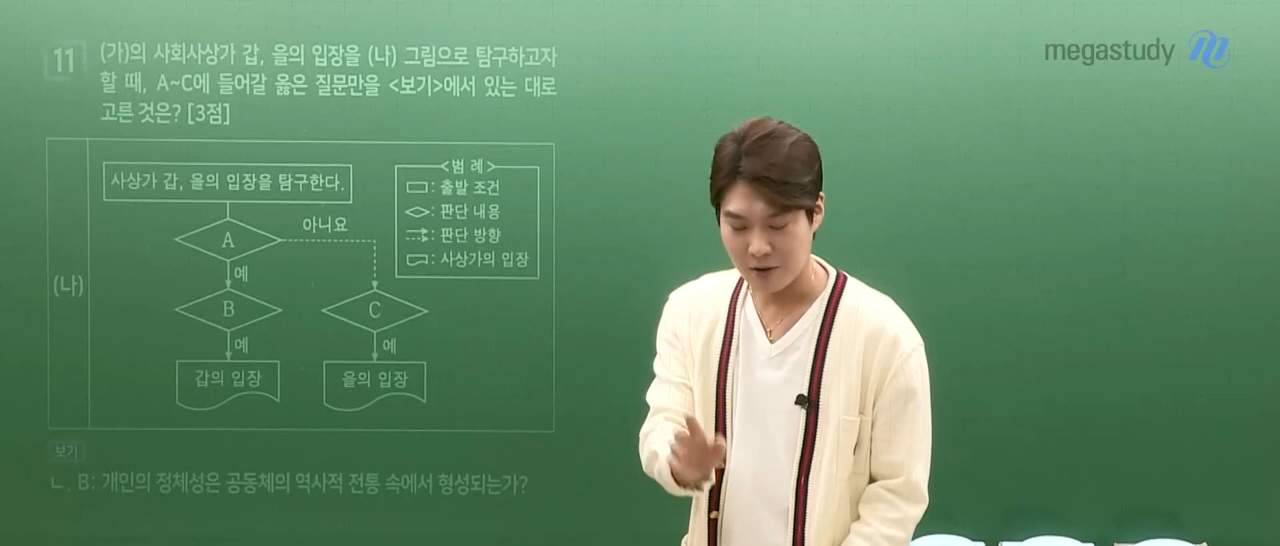 megastudy
11 (가)의 사회사상가 갑, 을의 입장을 (나) 그림으로 탐구하고자
할 때, A~C에 들어갈 옳은 질문만을 <보기>에서 있는 대로
고른 것은? [3점]
(나)
사상가 갑, 을의 입장을 탐구한다.
<범 례>
: 출발 조건
: 판단 내용
: 판단 방향
: 사상가의 입장
A
아니요
예
B
C
예
예
갑의 입장
을의 입장
보기
ㄴ. B: 개인의 정체성은 공동체의 역사적 전통 속에서 형성되는가?